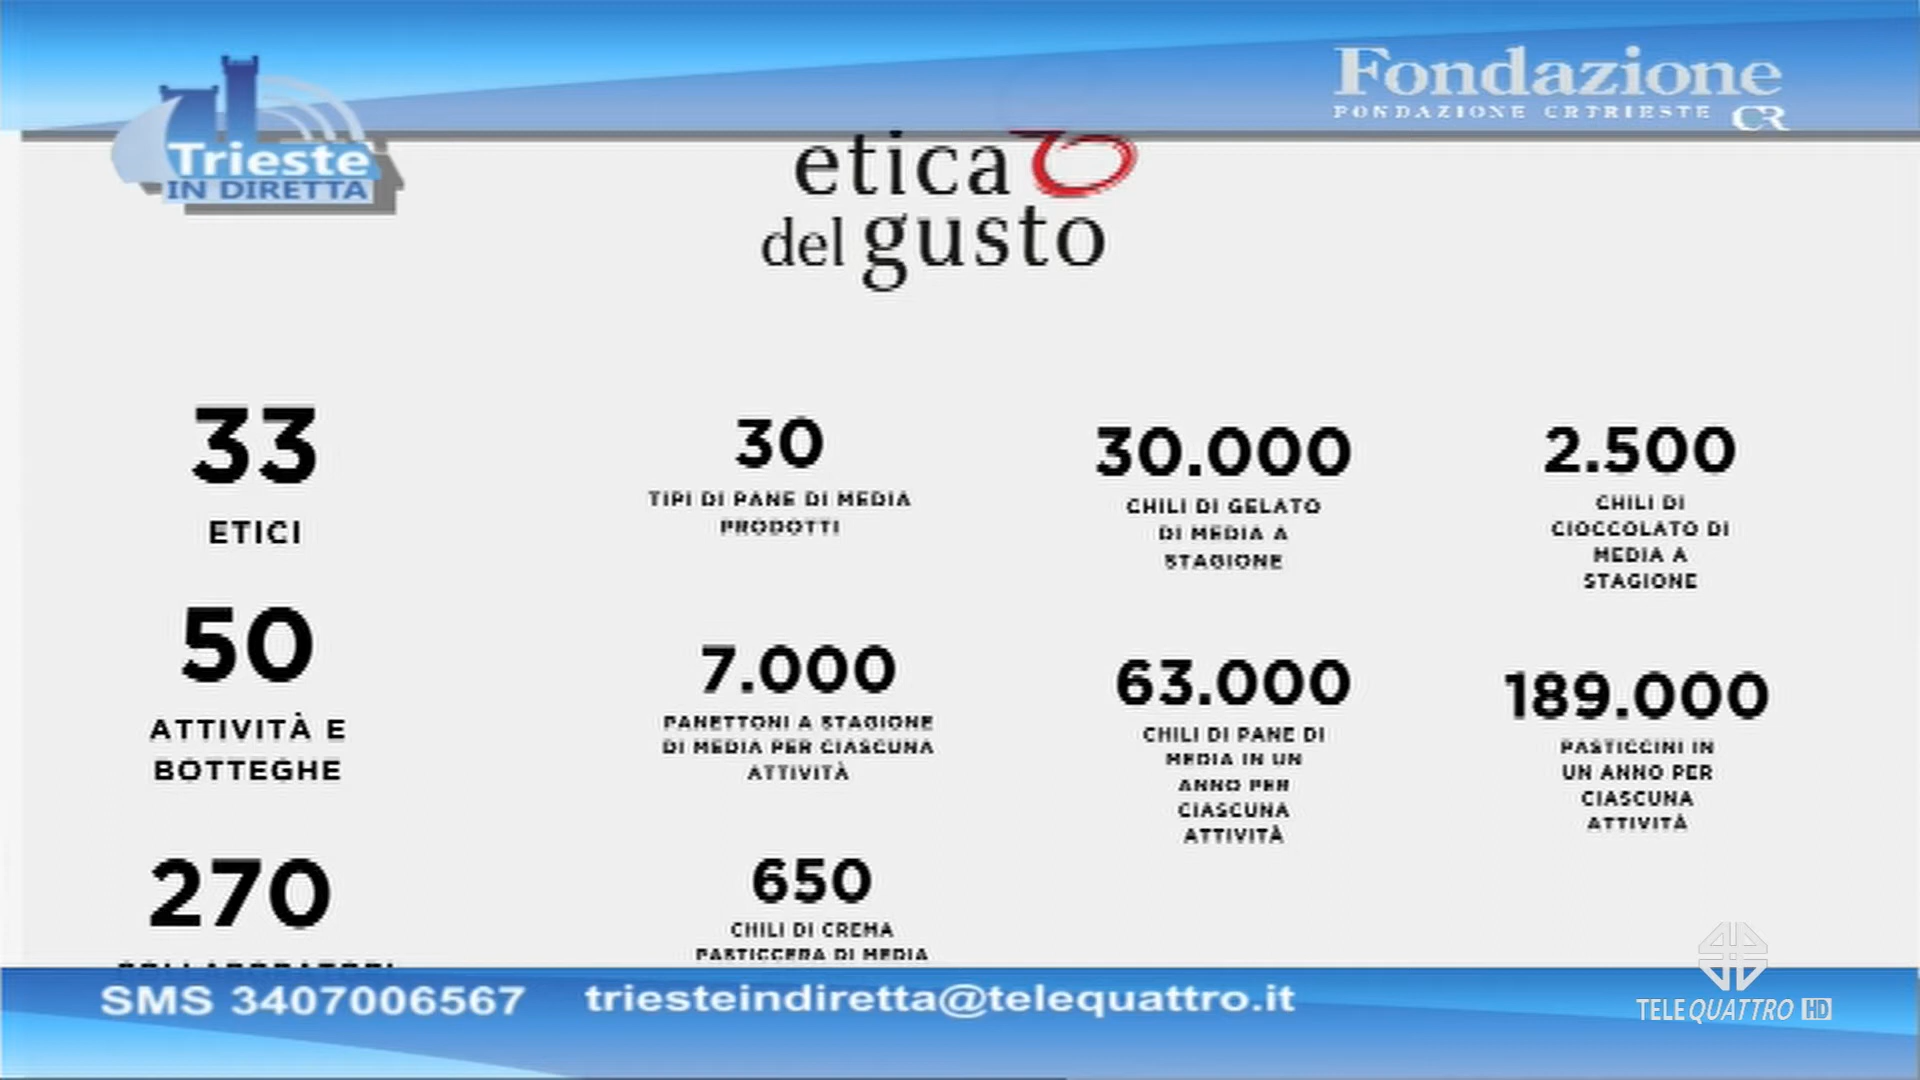 Fondazione
FONDAZIONE CRTRIESTE
CR
Trieste
IN DIRETTA
etica
del gusto
33
ETICI
50
ATTIVITÀ E
BOTTEGHE
270
30
TIPI DI PANE DI MEDIA
PRODOTTI
7.000
PANETTONI A STAGIONE
DI MEDIA PER CIASCUNA
ATTIVITÀ
650
CHILI DI CREMA
PASTICCERA DI MEDIA
30.000
CHILI DI GELATO
DI MEDIA A
STAGIONE
63.000
CHILI DI PANE DI
MEDIA IN UN
ANNO PER
CIASCUNA
ATTIVITÀ
2.500
CHILI DI
CIOCCOLATO DI
MEDIA A
STAGIONE
189.000
PASTICCINI IN
UN ANNO PER
CIASCUNA
ATTIVITÀ
SMS 3407006567 triesteindiretta@telequattro.it
TELEQUATTRO HD